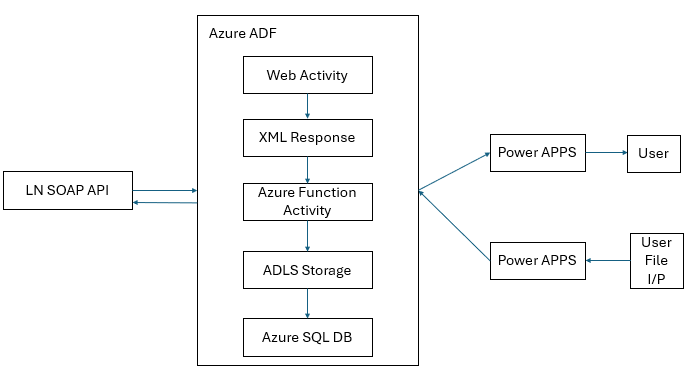 Azure ADF
Web Activity
XML Response
Azure Function
Activity
ADLS Storage
Azure SQL DB
LN SOAP API
Power APPS
User
Power APPS
User
File
I/P